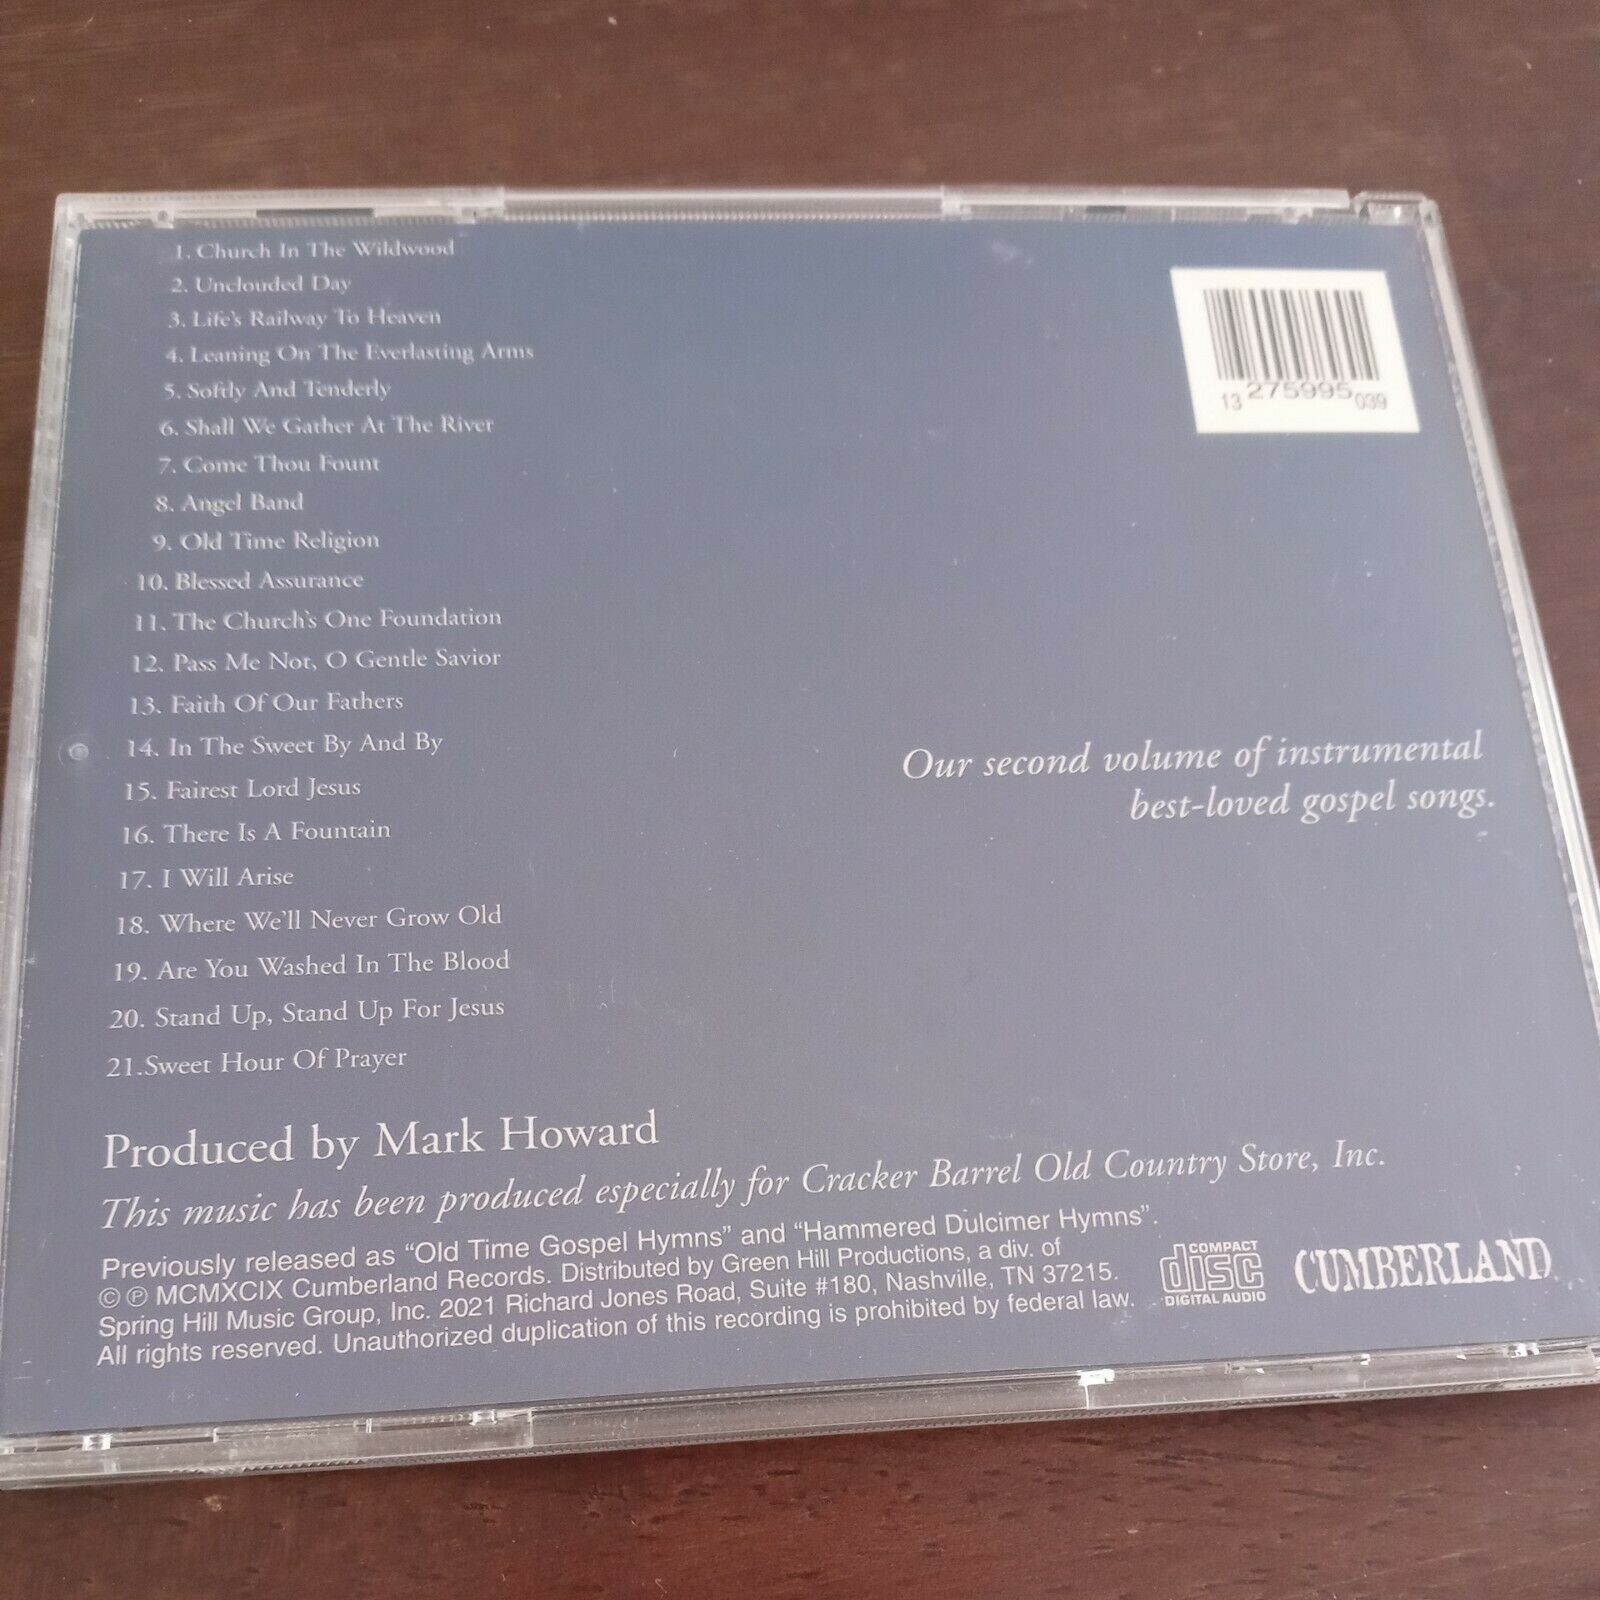 1. Church In The Wildwood
2. Unclouded Day
3. Life's Railway To Heaven
4. Leaning On The Everlasting Arms
5. Softly And Tenderly
6. Shall We Gather At The River
7. Come Thou Fount
8. Angel Band
9. Old Time Religion
10. Blessed Assurance
11. The Church's One Foundation
12. Pass Me Not, O Gentle Savior
13. Faith Of Our Fathers
14. In The Sweet By And By
15. Fairest Lord Jesus
16. There Is A Fountain
17. I Will Arise
18. Where We'll Never Grow Old
19. Are You Washed In The Blood
20. Stand Up, Stand Up For Jesus
21.Sweet Hour Of Prayer
13 275995 039
Our second volume of instrumental
best-loved gospel songs.
Produced by Mark Howard
This music has been produced especially for Cracker Barrel Old Country Store, Inc.
Previously released as “Old Time Gospel Hymns” and “Hammered Dulcimer Hymns”.
© ℗ MCMXCIX Cumberland Records. Distributed by Green Hill Productions, a div. of
Spring Hill Music Group, Inc. 2021 Richard Jones Road, Suite #180, Nashville, TN 37215.
All rights reserved. Unauthorized duplication of this recording is prohibited by federal law.
COMPACT
disc
DIGITAL AUDIO
CUMBERLAND